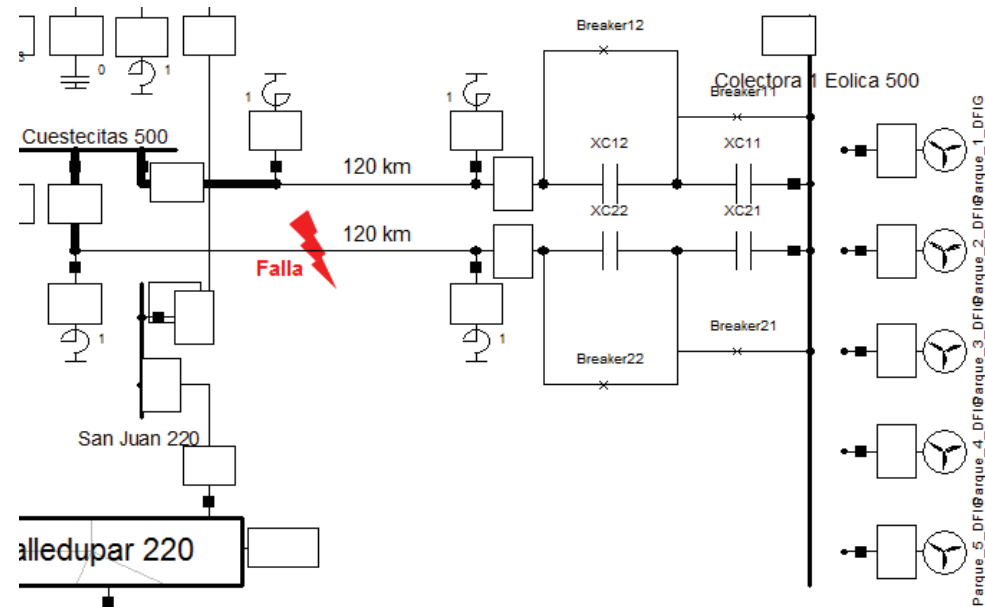 Breaker12
0
1
Cuestecitas 500
1
1
Colectora 1 Eolica 500
Breaker11
XC12
XC11
120 km
XC22
XC21
120 km
Falla
1
1
Breaker21
Breaker22
San Juan 220
alledupar 220
Parque_1_DFIG
Parque_2_DFIG
Parque_3_DFIG
Parque_4_DFIG
Parque_5_DFIG